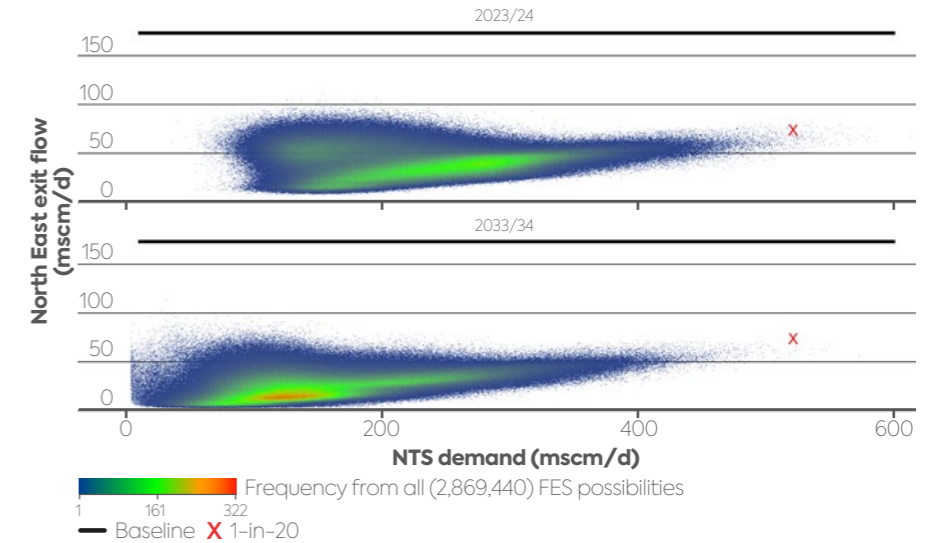 2023/24
150
100
50
0
North East exit flow
(mscm/d)
2033/34
150
100
50
0
0 200 400 600
NTS demand (mscm/d)
Frequency from all (2,869,440) FES possibilities
1 161 322
Baseline X 1-in-20